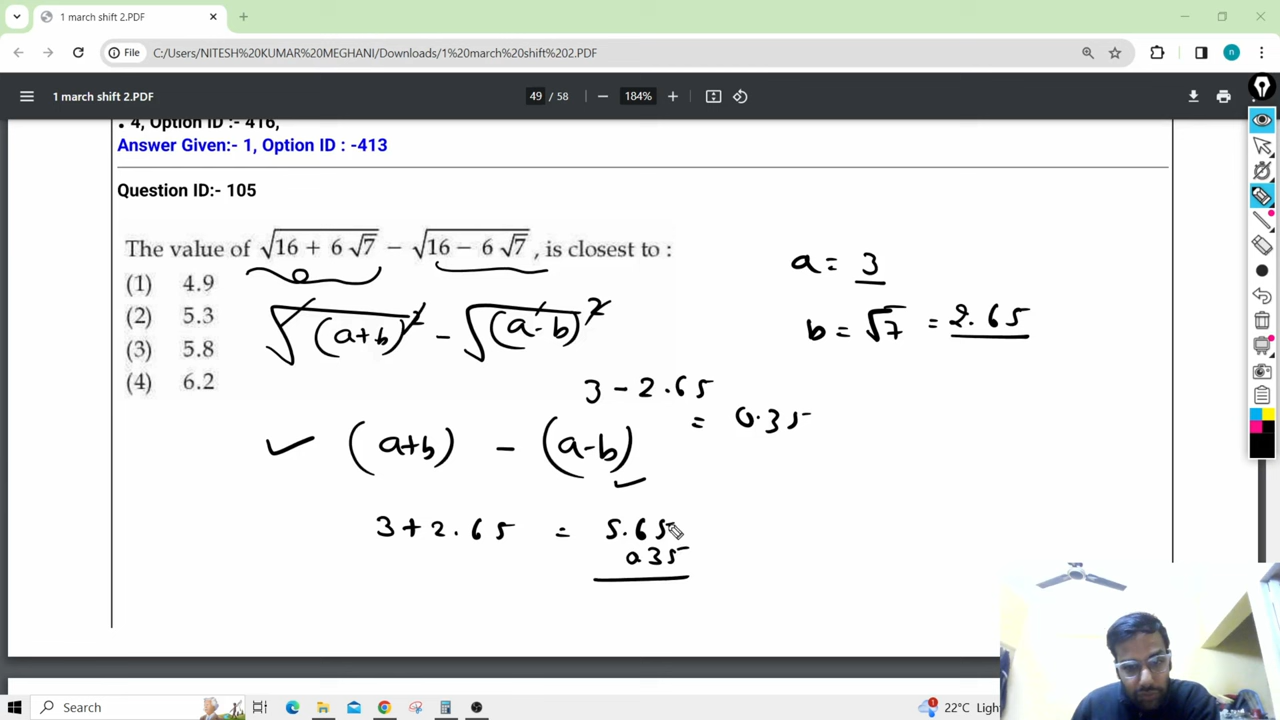 1 march shift 2.PDF
File C:/Users/NITESH%20KUMAR%20MEGHANI/Downloads/1%20march%20shift%202.PDF
n
1 march shift 2.PDF
49 / 58
184%
. 4, Option ID :- 416,
Answer Given:- 1, Option ID : -413
Question ID:- 105
The value of √(16 + 6√7) − √(16 − 6√7), is closest to :
(1) 4.9
(2) 5.3
(3) 5.8
(4) 6.2
a = 3
b = √7 = 2.65
√(a+b)² - √(a-b)²
3 - 2.65
= 0.35
(a+b) - (a-b)
3 + 2.65 = 5.65
0.35
Search
22°C Light